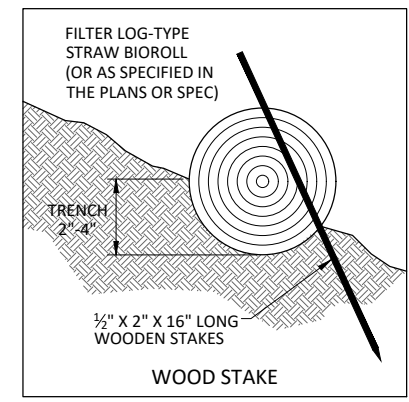 FILTER LOG-TYPE
STRAW BIOROLL
(OR AS SPECIFIED IN
THE PLANS OR SPEC)
TRENCH
2"-4"
½" X 2" X 16" LONG
WOODEN STAKES
WOOD STAKE